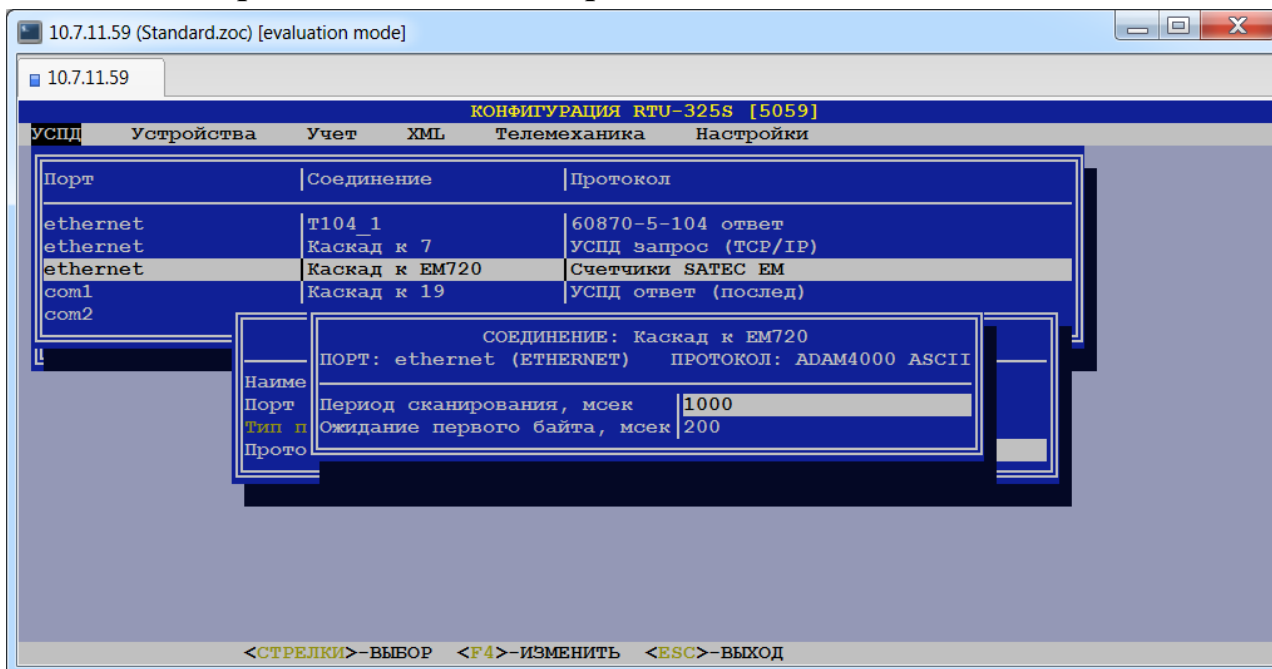 10.7.11.59 (Standard.zoc) [evaluation mode]
10.7.11.59
КОНФИГУРАЦИЯ RTU-325S [5059]
УСПД Устройства Учет XML Телемеханика Настройки
Порт Соединение Протокол
ethernet T104_1 60870-5-104 ответ
ethernet Каскад к 7 УСПД запрос (TCP/IP)
ethernet Каскад к EM720 Счетчики SATEC EM
com1 Каскад к 19 УСПД ответ (послед)
com2
СОЕДИНЕНИЕ: Каскад к EM720
ПОРТ: ethernet (ETHERNET) ПРОТОКОЛ: ADAM4000 ASCII
Наиме
Порт Период сканирования, мсек 1000
Тип п Ожидание первого байта, мсек 200
Прото
<СТРЕЛКИ>-ВЫБОР <F4>-ИЗМЕНИТЬ <ESC>-ВЫХОД